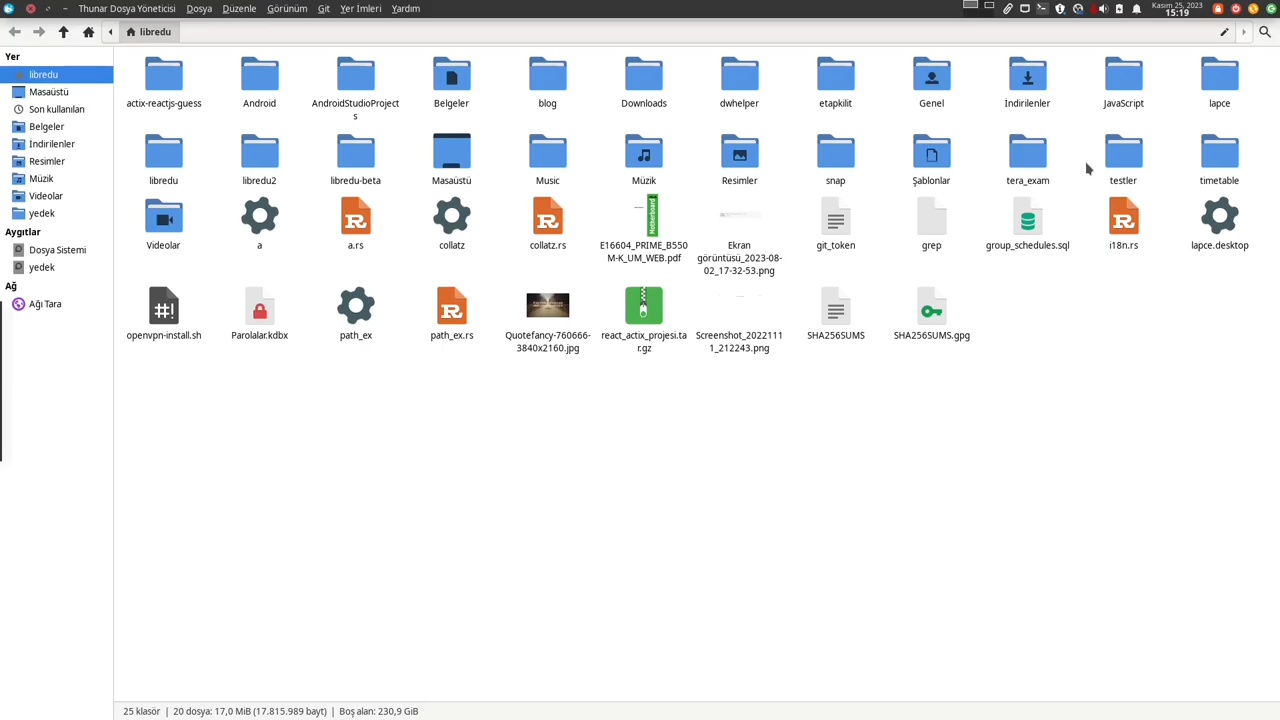 Thunar Dosya Yöneticisi Dosya Düzenle Görünüm Git Yer İmleri Yardım
Kasım 25, 2023
15:19
libredu
Yer
libredu
Masaüstü
Son kullanılan
Belgeler
İndirilenler
Resimler
Müzik
Videolar
yedek
Aygıtlar
Dosya Sistemi
yedek
Ağ
Ağı Tara
actix-reactjs-guess Android AndroidStudioProject Belgeler blog Downloads dwhelper etapkilit Genel İndirilenler JavaScript lapce
s
libredu libredu2 libredu-beta Masaüstü Music Müzik Resimler snap Şablonlar tera_exam testler timetable
Videolar a a.rs collatz collatz.rs E16604_PRIME_B550 Ekran git_token grep group_schedules.sql i18n.rs lapce.desktop
Motherboard
M-K_UM_WEB.pdf görüntüsü_2023-08-
02_17-32-53.png
openvpn-install.sh Parolalar.kdbx path_ex path_ex.rs Quotefancy-760666- react_actix_projesi.ta Screenshot_2022111 SHA256SUMS SHA256SUMS.gpg
3840x2160.jpg r.gz 1_212243.png
25 klasör | 20 dosya: 17,0 MiB (17.815.989 bayt) | Boş alan: 230,9 GiB